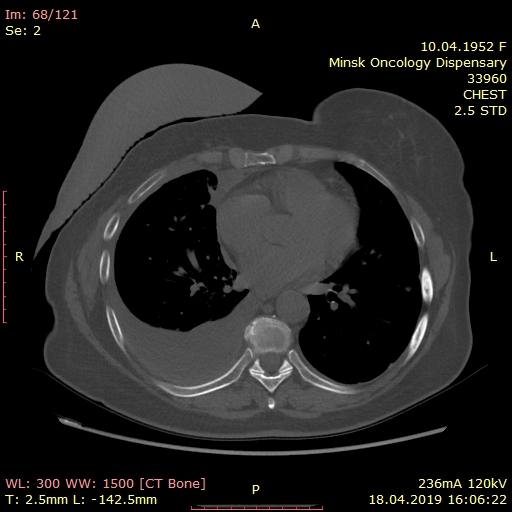 Im: 68/121
Se: 2
A
10.04.1952 F
Minsk Oncology Dispensary
33960
CHEST
2.5 STD
R
L
WL: 300 WW: 1500 [CT Bone]
T: 2.5mm L: -142.5mm
P
236mA 120kV
18.04.2019 16:06:22